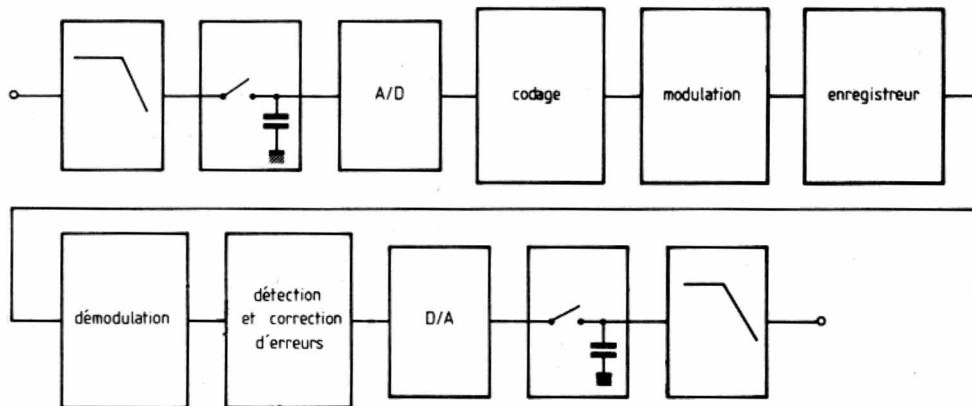 A/D
codage
modulation
enregistreur
démodulation
détection
et correction
d'erreurs
D/A